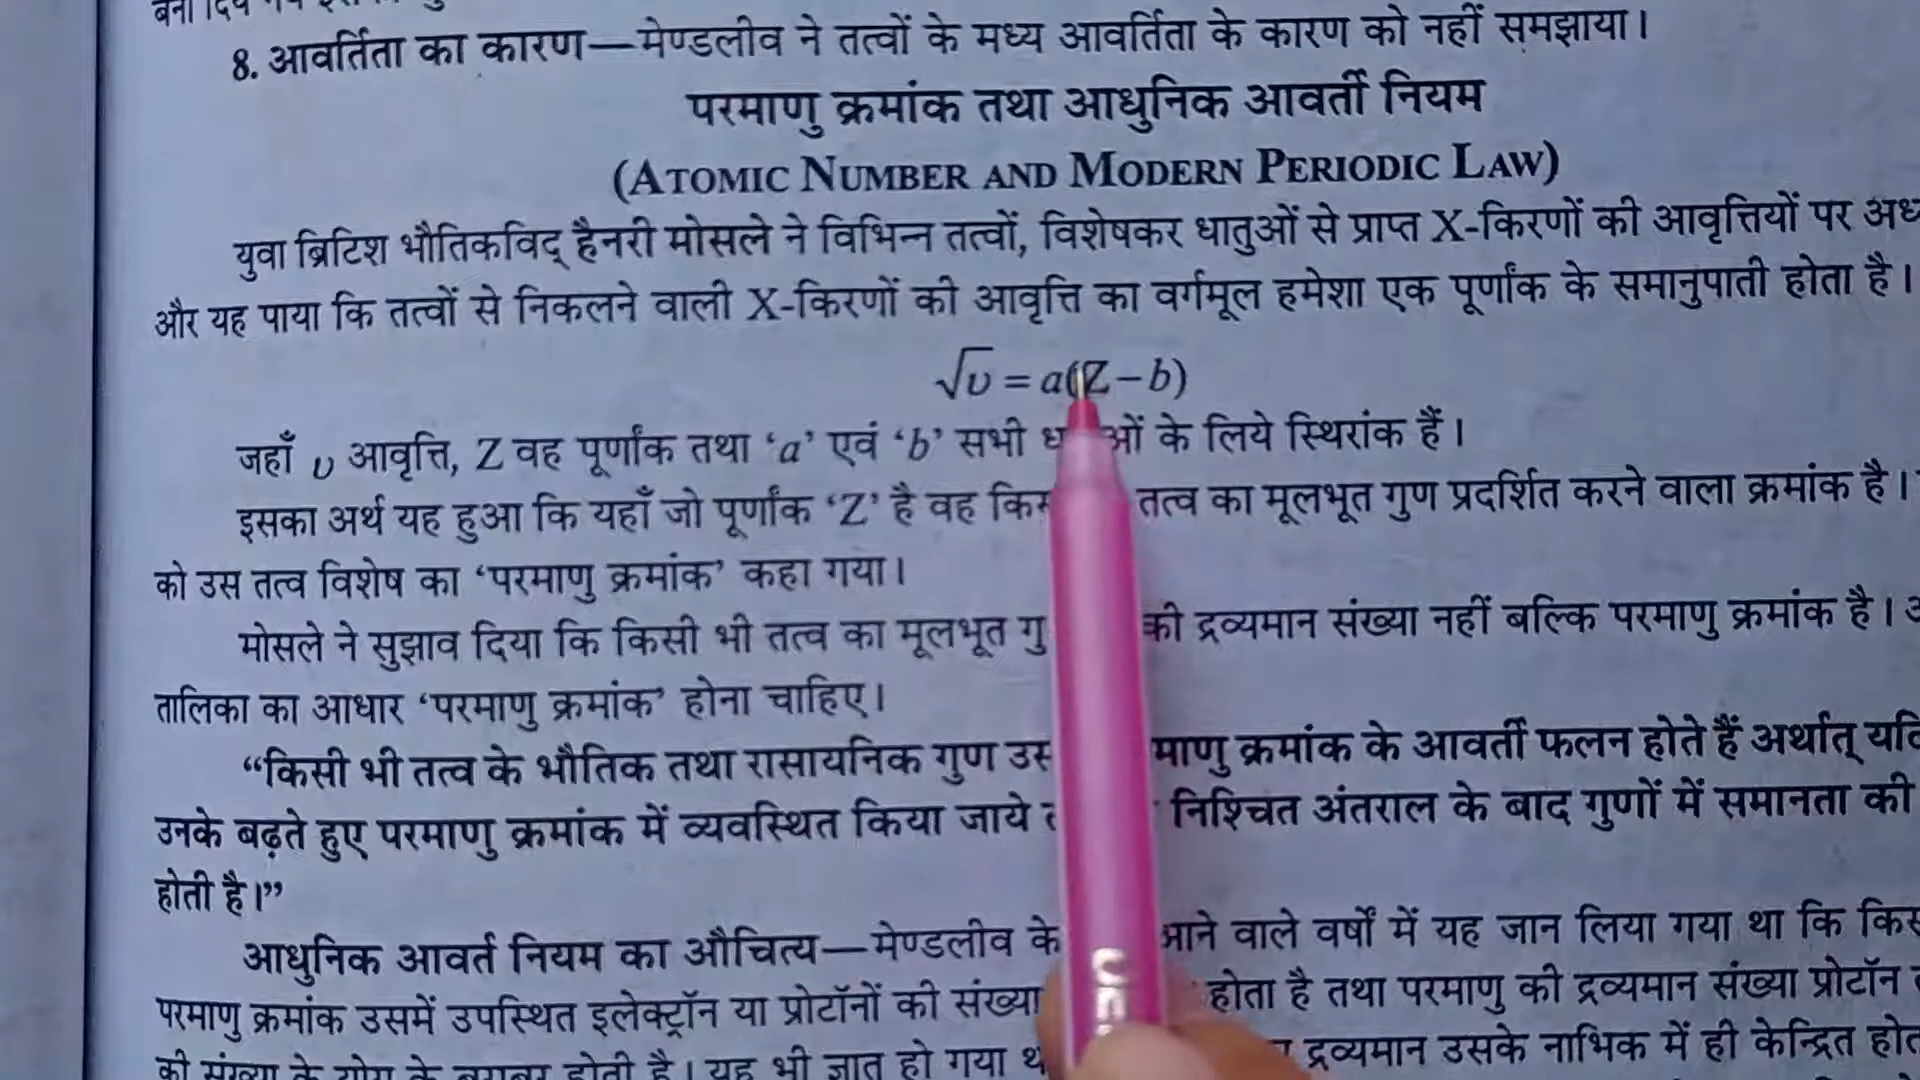 8. आवर्तिता का कारण—मेण्डलीव ने तत्वों के मध्य आवर्तिता के कारण को नहीं समझाया।
परमाणु क्रमांक तथा आधुनिक आवर्ती नियम
(ATOMIC NUMBER AND MODERN PERIODIC LAW)
युवा ब्रिटिश भौतिकविद् हैनरी मोसले ने विभिन्न तत्वों, विशेषकर धातुओं से प्राप्त X-किरणों की आवृत्तियों पर
और यह पाया कि तत्वों से निकलने वाली X-किरणों की आवृत्ति का वर्गमूल हमेशा एक पूर्णांक के समानुपाती होता है।
√υ = a(Z – b)
जहाँ υ आवृत्ति, Z वह पूर्णांक तथा ‘a’ एवं ‘b’ सभी के लिये स्थिरांक हैं।
इसका अर्थ यह हुआ कि यहाँ जो पूर्णांक ‘Z’ है वह तत्व का मूलभूत गुण प्रदर्शित करने वाला क्रमांक है।
को उस तत्व विशेष का ‘परमाणु क्रमांक’ कहा गया।
मोसले ने सुझाव दिया कि किसी भी तत्व का मूलभूत की द्रव्यमान संख्या नहीं बल्कि परमाणु क्रमांक है।
तालिका का आधार ‘परमाणु क्रमांक’ होना चाहिए।
“किसी भी तत्व के भौतिक तथा रासायनिक गुण क्रमांक के आवर्ती फलन होते हैं अर्थात्
उनके बढ़ते हुए परमाणु क्रमांक में व्यवस्थित किया जाये निश्चित अंतराल के बाद गुणों में समानता की
होती है।”
आधुनिक आवर्त नियम का औचित्य—मेण्डलीव के आने वाले वर्षों में यह जान लिया गया था कि
परमाणु क्रमांक उसमें उपस्थित इलेक्ट्रॉन या प्रोटॉनों की संख्या होता है तथा परमाणु की द्रव्यमान संख्या प्रोटॉन
की संख्या के योग के बराबर होती है। यह भी ज्ञात हो गया द्रव्यमान उसके नाभिक में ही केन्द्रित